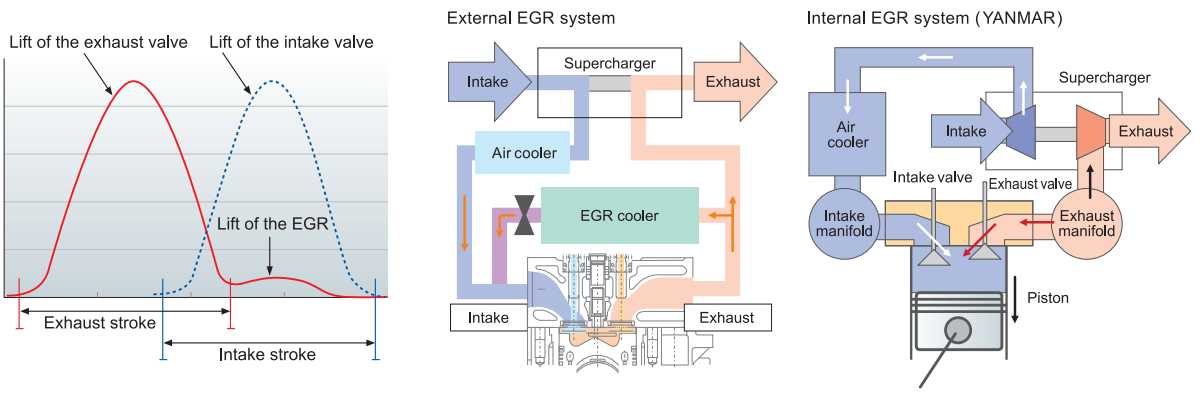 Lift of the exhaust valve
Lift of the intake valve
Lift of the EGR
Exhaust stroke
Intake stroke
External EGR system
Supercharger
Intake
Exhaust
Air cooler
EGR cooler
Intake
Exhaust
Internal EGR system (YANMAR)
Supercharger
Intake
Exhaust
Air
cooler
Intake valve
Exhaust valve
Intake
manifold
Exhaust
manifold
Piston